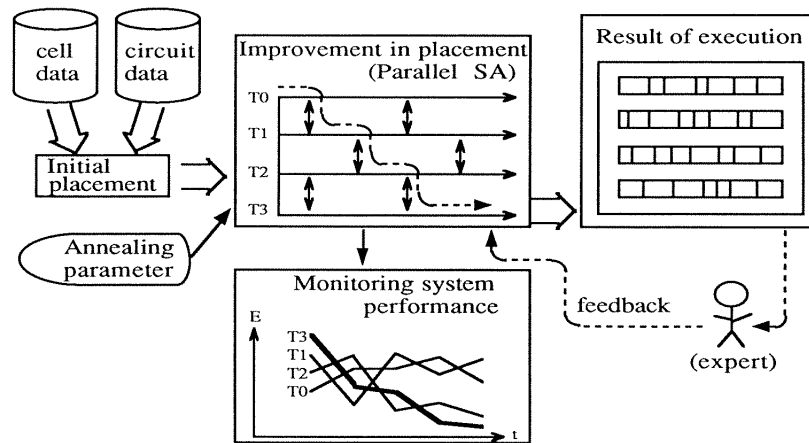 cell
data
circuit
data
Initial
placement
Annealing
parameter
Improvement in placement
(Parallel SA)
T0
T1
T2
T3
Result of execution
Monitoring system
performance
E
T3
T1
T2
T0
t
feedback
(expert)